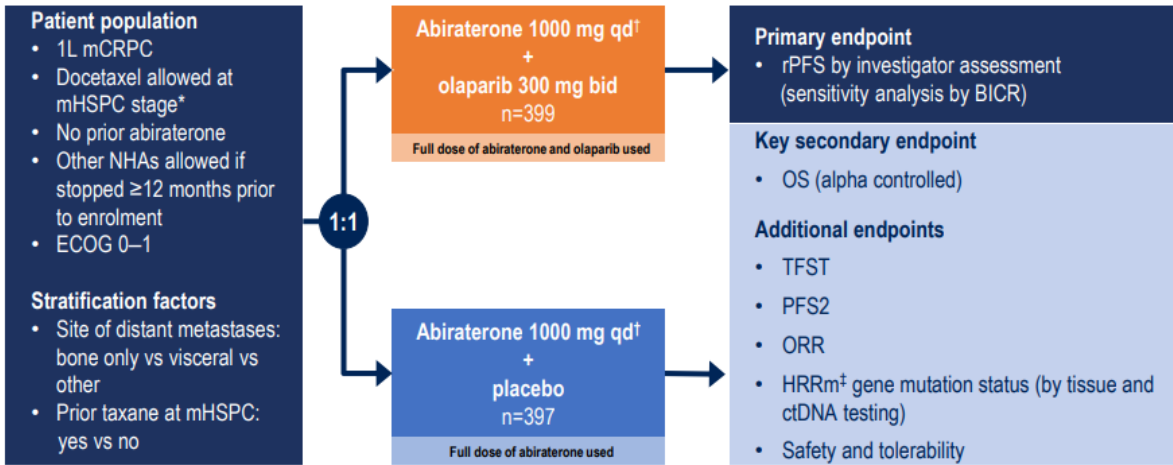 Patient population
• 1L mCRPC
• Docetaxel allowed at
mHSPC stage*
• No prior abiraterone
• Other NHAs allowed if
stopped ≥12 months prior
to enrolment
• ECOG 0–1
Stratification factors
• Site of distant metastases:
bone only vs visceral vs
other
• Prior taxane at mHSPC:
yes vs no
1:1
Abiraterone 1000 mg qd†
+
olaparib 300 mg bid
n=399
Full dose of abiraterone and olaparib used
Abiraterone 1000 mg qd†
+
placebo
n=397
Full dose of abiraterone used
Primary endpoint
• rPFS by investigator assessment
(sensitivity analysis by BICR)
Key secondary endpoint
• OS (alpha controlled)
Additional endpoints
• TFST
• PFS2
• ORR
• HRRm‡ gene mutation status (by tissue and
ctDNA testing)
• Safety and tolerability